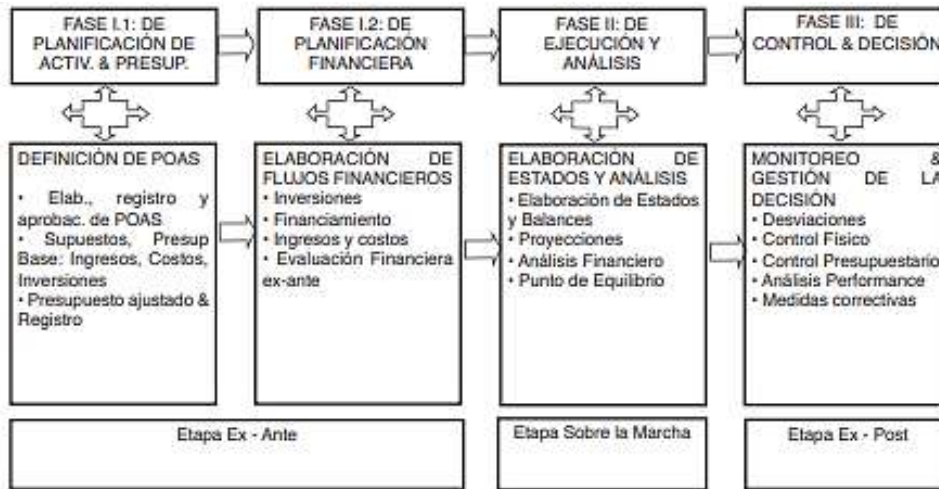 FASE I.1: DE
PLANIFICACIÓN DE
ACTIV. & PRESUP.
FASE I.2: DE
PLANIFICACIÓN
FINANCIERA
FASE II: DE
EJECUCIÓN Y
ANÁLISIS
FASE III: DE
CONTROL & DECISIÓN
DEFINICIÓN DE POAS
• Elab., registro y
aprobac. de POAS
• Supuestos, Presup
Base: Ingresos, Costos,
Inversiones
• Presupuesto ajustado &
Registro
ELABORACIÓN DE
FLUJOS FINANCIEROS
• Inversiones
• Financiamiento
• Ingresos y costos
• Evaluación Financiera
ex-ante
ELABORACIÓN DE
ESTADOS Y ANÁLISIS
• Elaboración de Estados
y Balances
• Proyecciones
• Análisis Financiero
• Punto de Equilibrio
MONITOREO &
GESTIÓN DE LA
DECISIÓN
• Desviaciones
• Control Físico
• Control Presupuestario
• Análisis Performance
• Medidas correctivas
Etapa Ex - Ante
Etapa Sobre la Marcha
Etapa Ex - Post